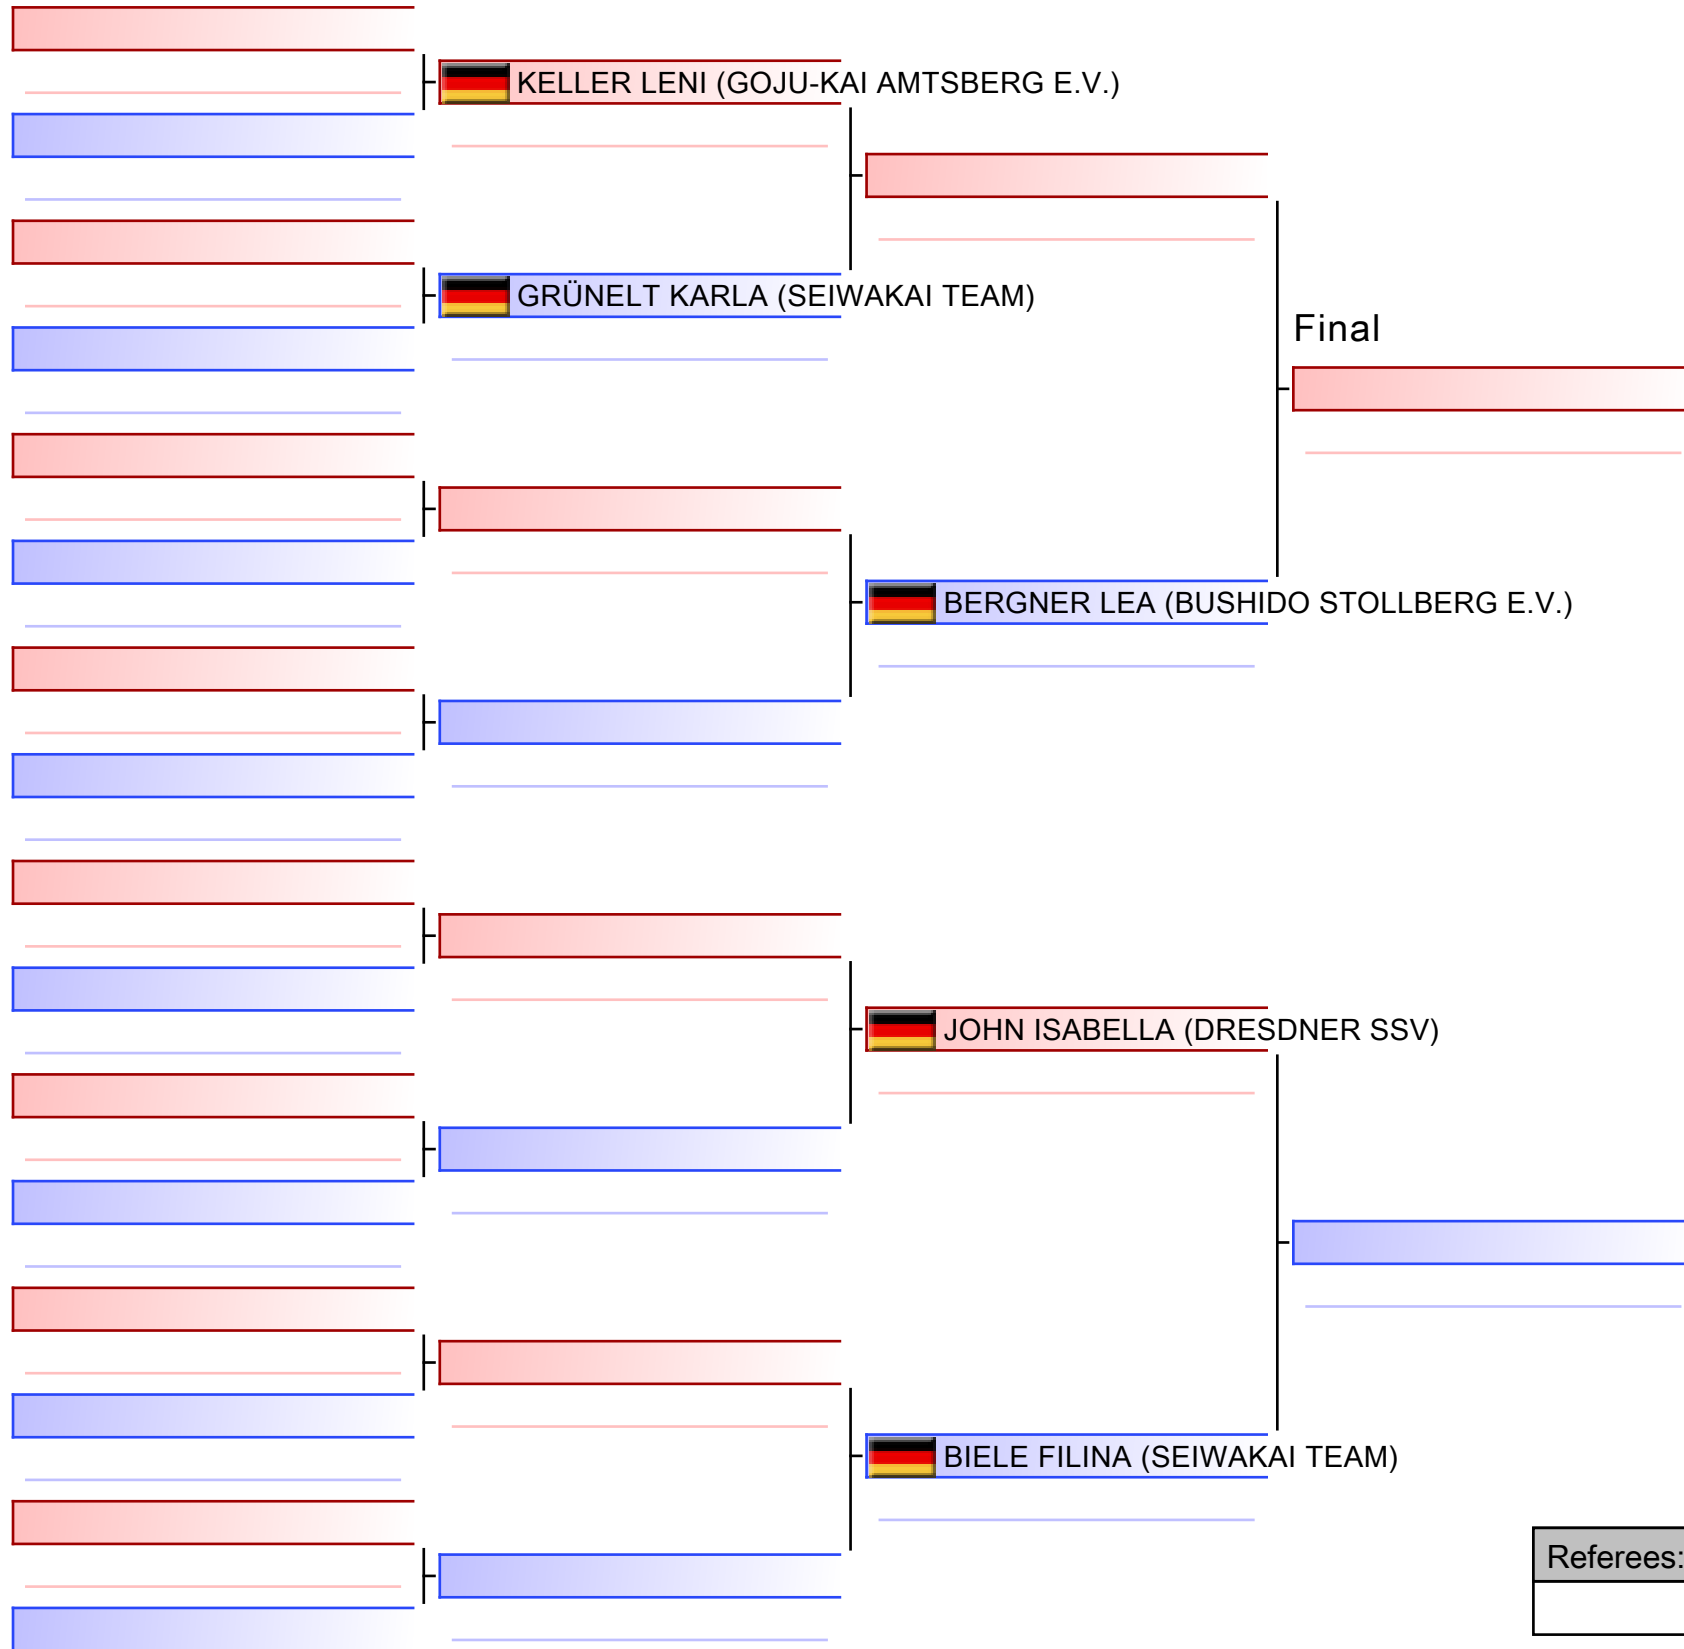 KELLER LENI (GOJU-KAI AMTSBERG E.V.)
GRÜNELT KARLA (SEIWAKAI TEAM)
Final
BERGNER LEA (BUSHIDO STOLLBERG E.V.)
JOHN ISABELLA (DRESDNER SSV)
BIELE FILINA (SEIWAKAI TEAM)
Referees: